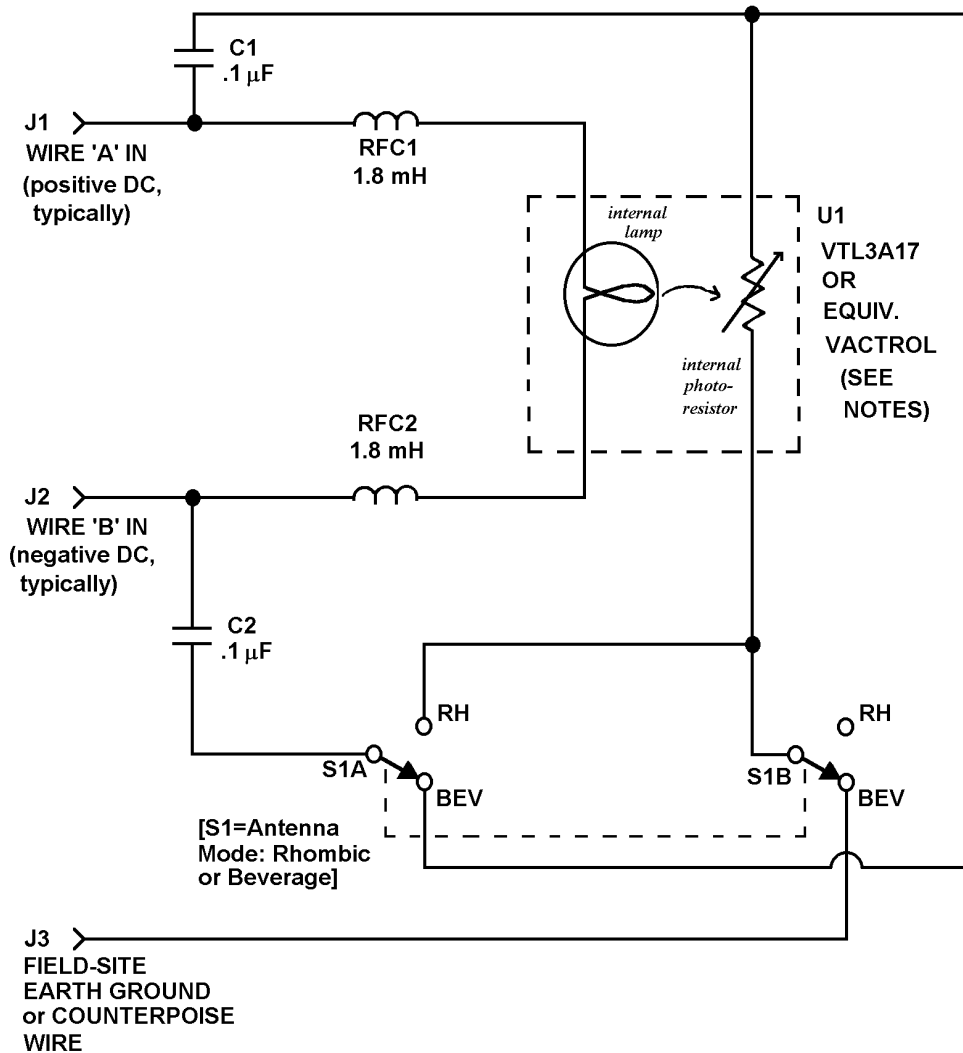 C1
.1 µF
J1
WIRE 'A' IN
(positive DC,
typically)
RFC1
1.8 mH
internal
lamp
U1
VTL3A17
OR
EQUIV.
VACTROL
(SEE
NOTES)
internal
photo-
resistor
RFC2
1.8 mH
J2
WIRE 'B' IN
(negative DC,
typically)
C2
.1 µF
RH
RH
S1A
S1B
BEV
BEV
[S1=Antenna
Mode: Rhombic
or Beverage]
J3
FIELD-SITE
EARTH GROUND
or COUNTERPOISE
WIRE